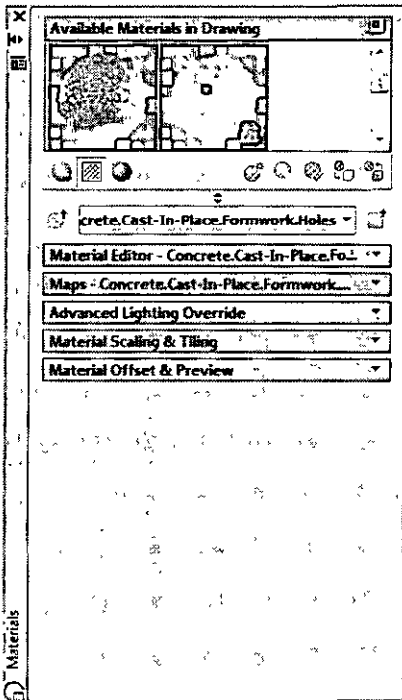 Available Materials in Drawing
crete.Cast-In-Place.Formwork.Holes
Material Editor - Concrete.Cast-In-Place.Fo...
Maps - Concrete.Cast-In-Place.Formwork....
Advanced Lighting Override
Material Scaling & Tiling
Material Offset & Preview
Materials